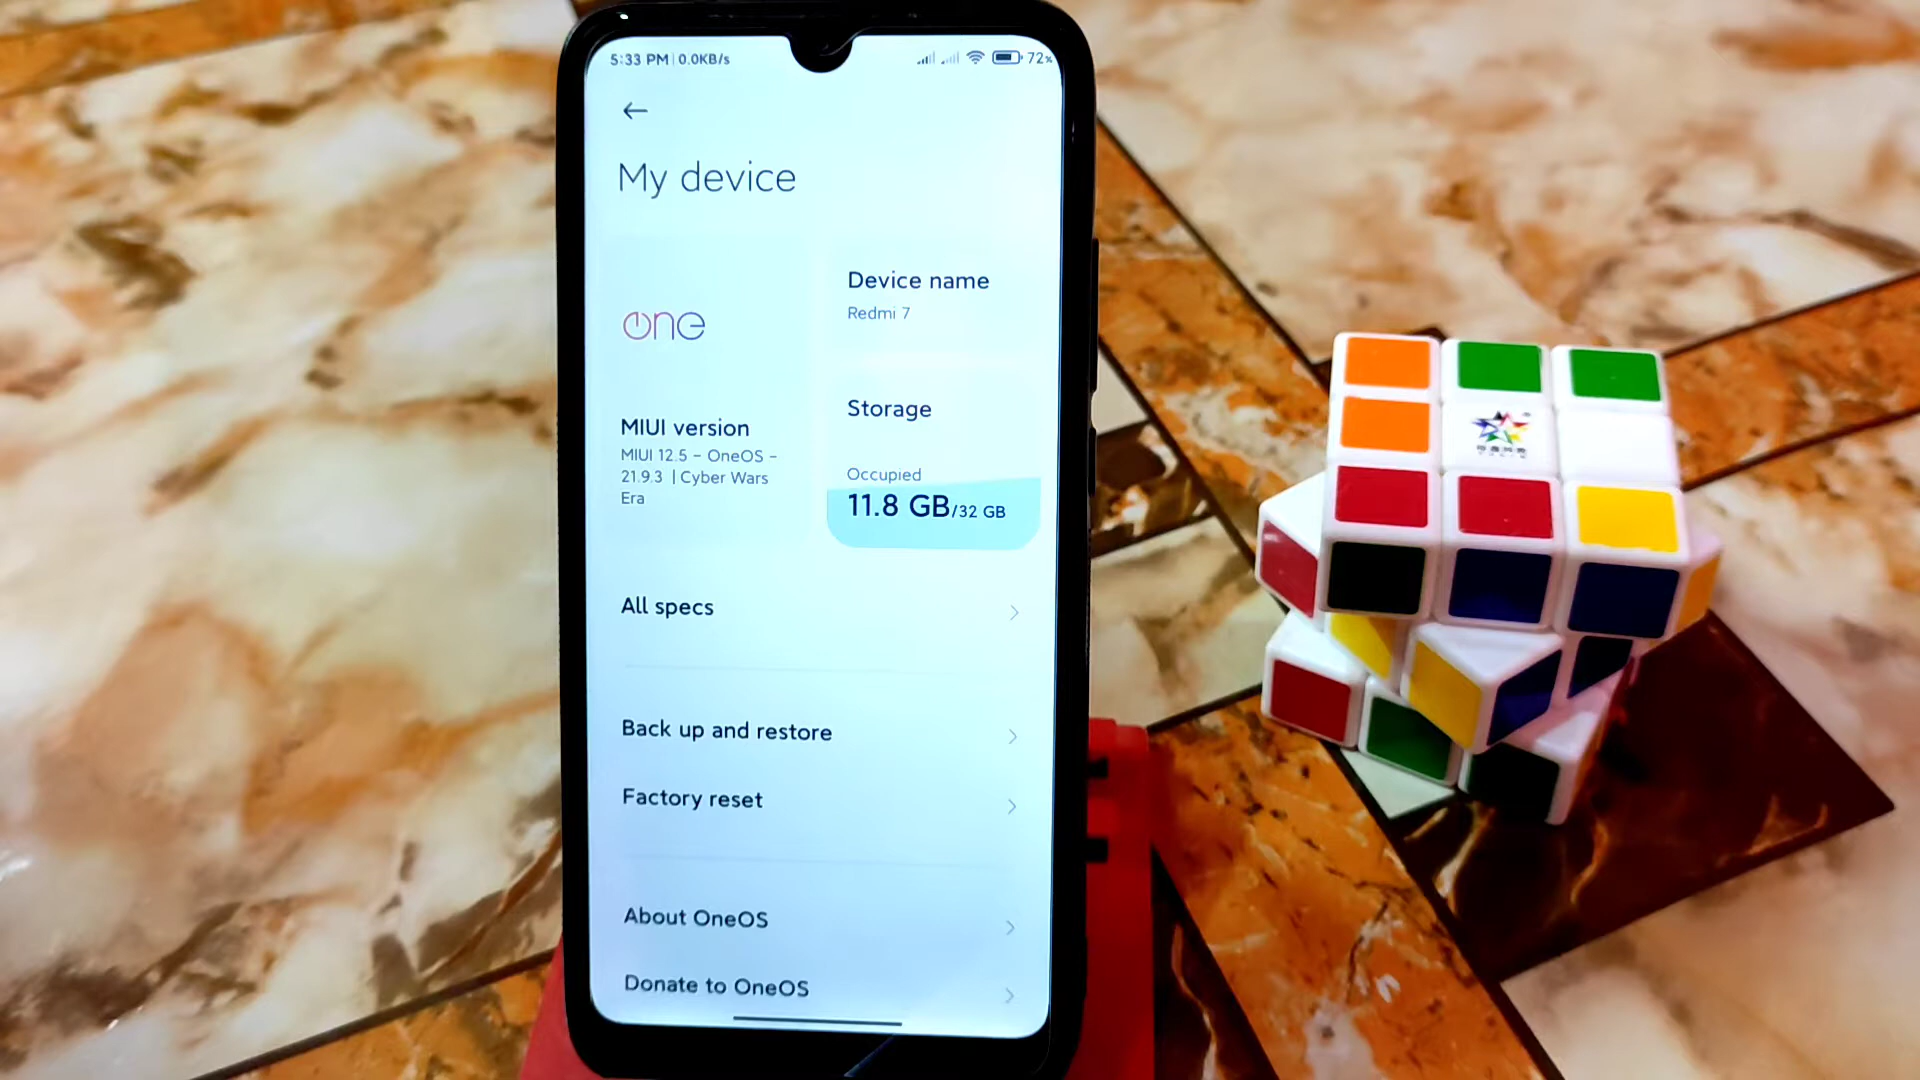 5:33 PM | 0.0KB/s
72%
My device
one
Device name
Redmi 7
MIUI version
MIUI 12.5 – OneOS –
21.9.3 | Cyber Wars
Era
Storage
Occupied
11.8 GB/32 GB
All specs
Back up and restore
Factory reset
About OneOS
Donate to OneOS